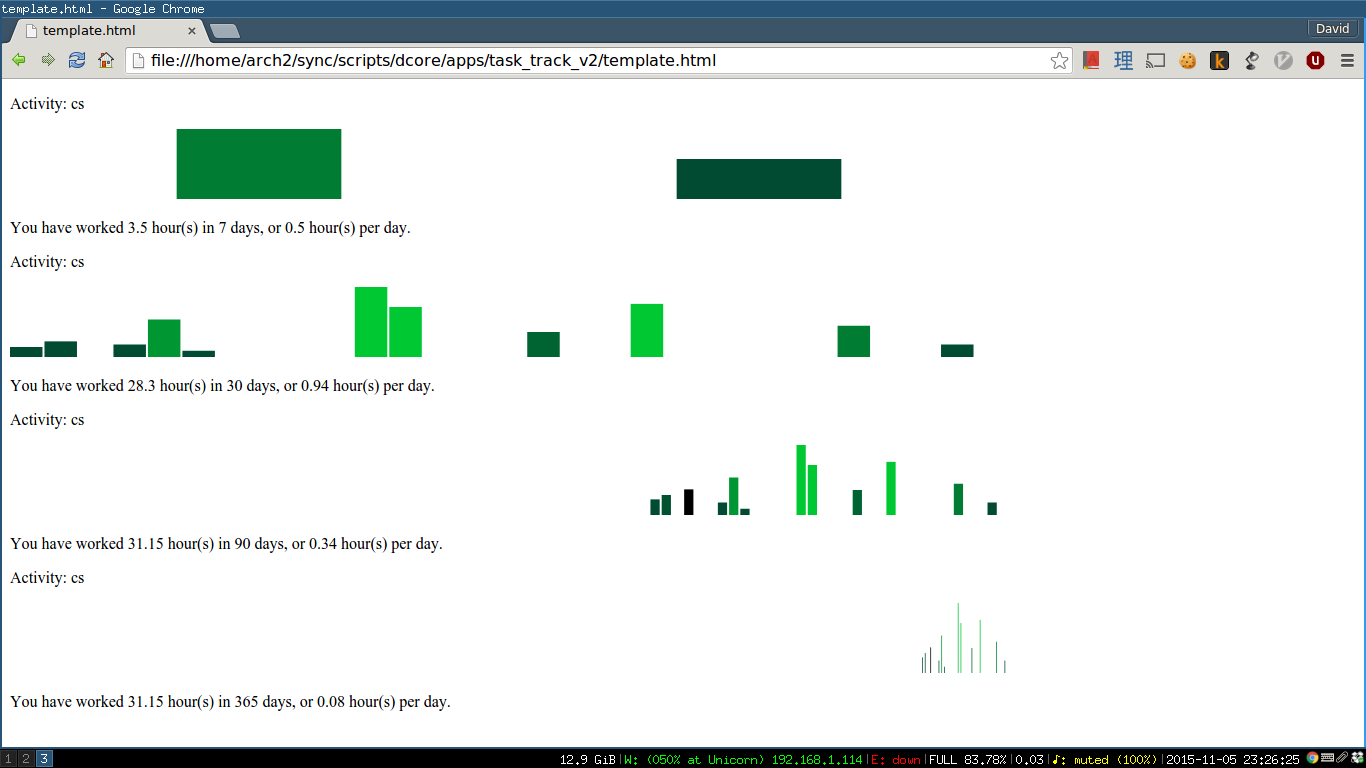 template.html - Google Chrome
template.html
David
file:///home/arch2/sync/scripts/dcore/apps/task_track_v2/template.html
理
k
Activity: cs
You have worked 3.5 hour(s) in 7 days, or 0.5 hour(s) per day.
Activity: cs
You have worked 28.3 hour(s) in 30 days, or 0.94 hour(s) per day.
Activity: cs
You have worked 31.15 hour(s) in 90 days, or 0.34 hour(s) per day.
Activity: cs
You have worked 31.15 hour(s) in 365 days, or 0.08 hour(s) per day.
1 2 3 12.9 GiB|W: (050% at Unicorn) 192.168.1.114|E: down|FULL 83.78%|0.03|♪: muted (100%)|2015-11-05 23:26:25